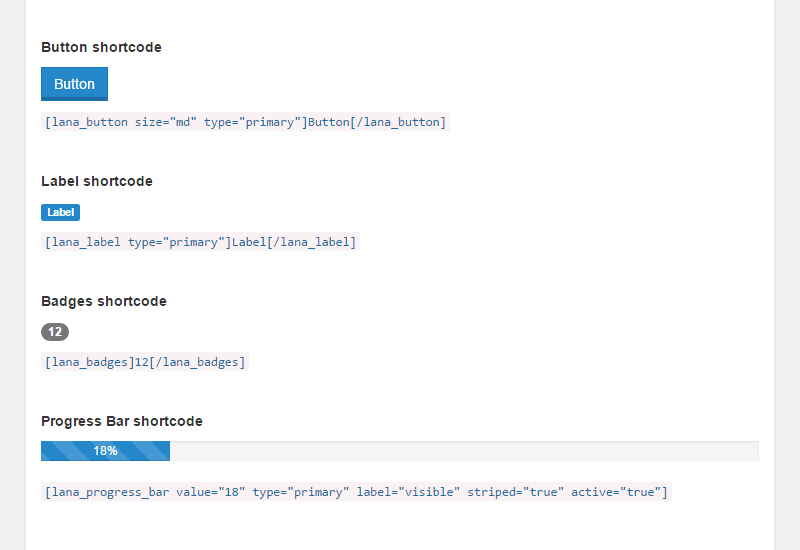 Button shortcode
Button
[lana_button size="md" type="primary"]Button[/lana_button]
Label shortcode
Label
[lana_label type="primary"]Label[/lana_label]
Badges shortcode
12
[lana_badges]12[/lana_badges]
Progress Bar shortcode
18%
[lana_progress_bar value="18" type="primary" label="visible" striped="true" active="true"]